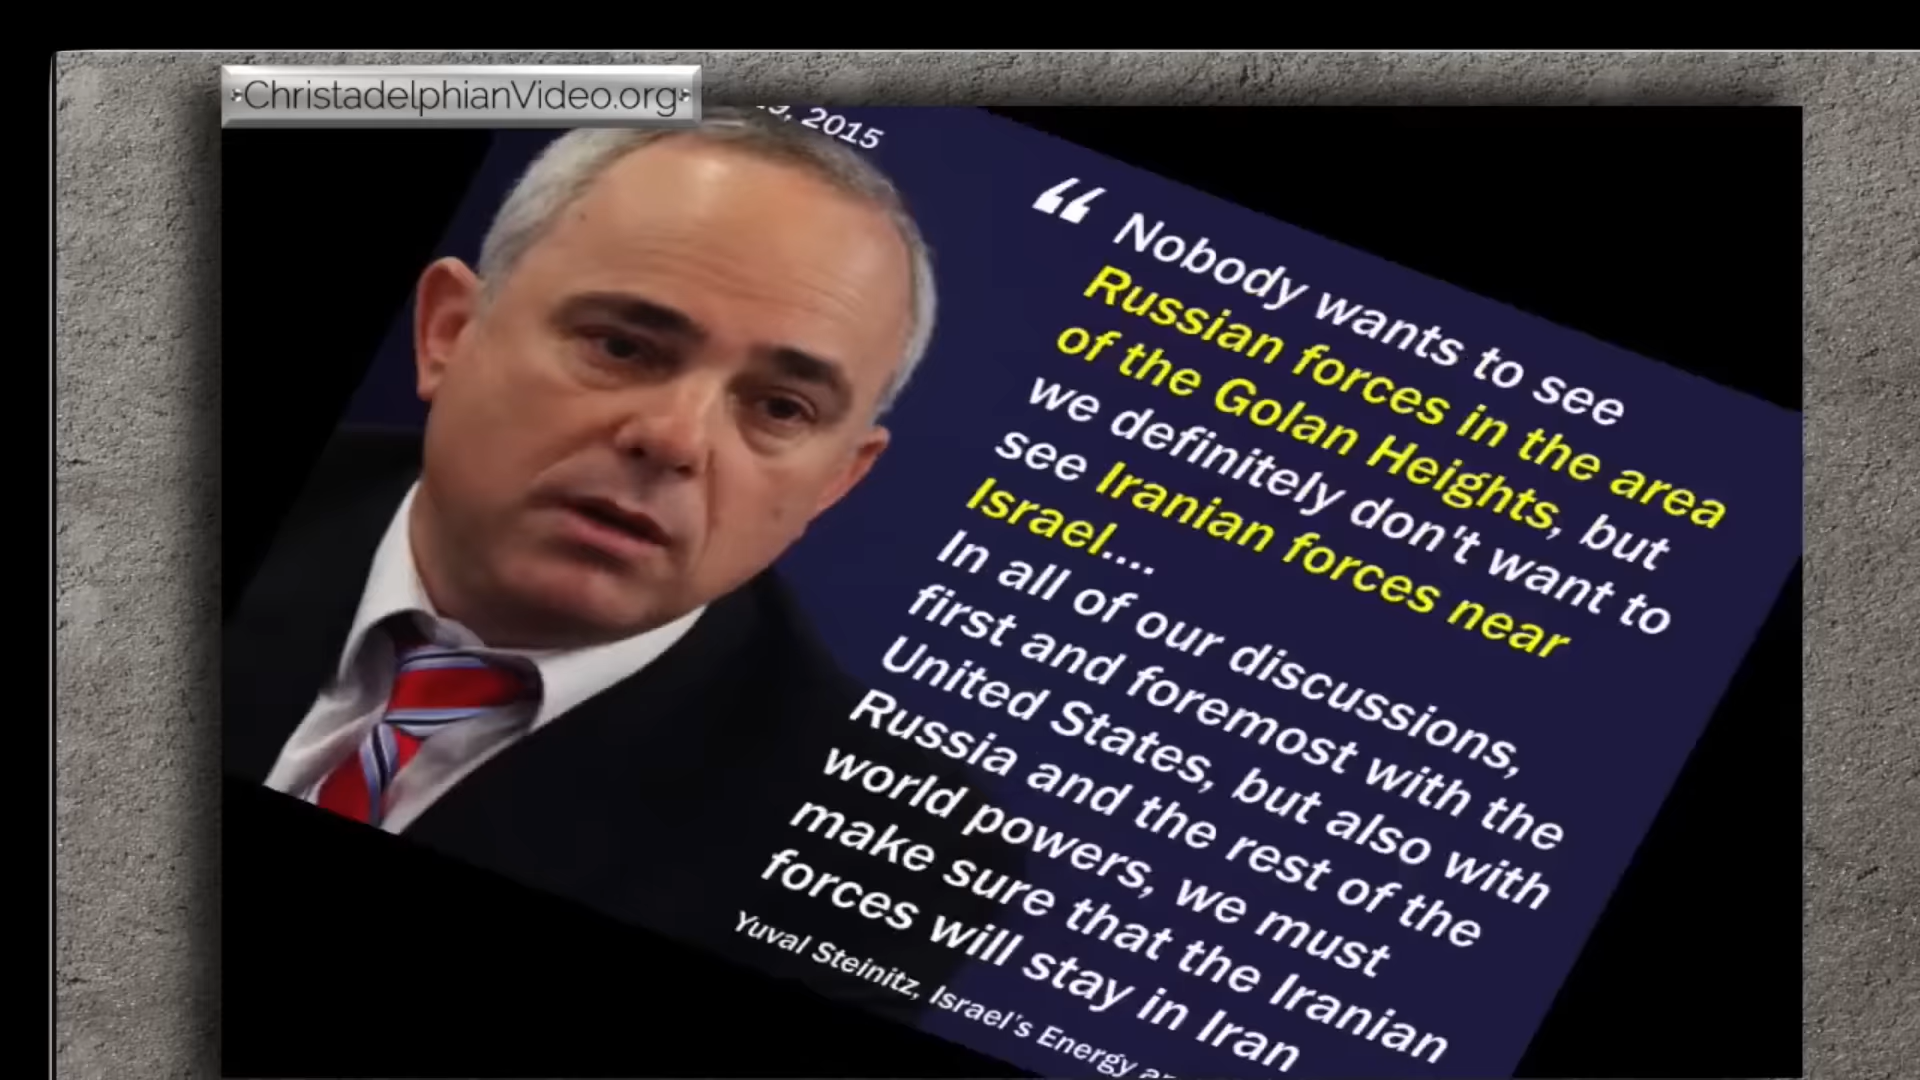 ChristadelphianVideo.org
9, 2015
“ Nobody wants to see
Russian forces in the area
of the Golan Heights, but
we definitely don't want to
see Iranian forces near
Israel...
In all of our discussions,
first and foremost with the
United States, but also with
Russia and the rest of the
world powers, we must
make sure that the Iranian
forces will stay in Iran
Yuval Steinitz, Israel's Energy